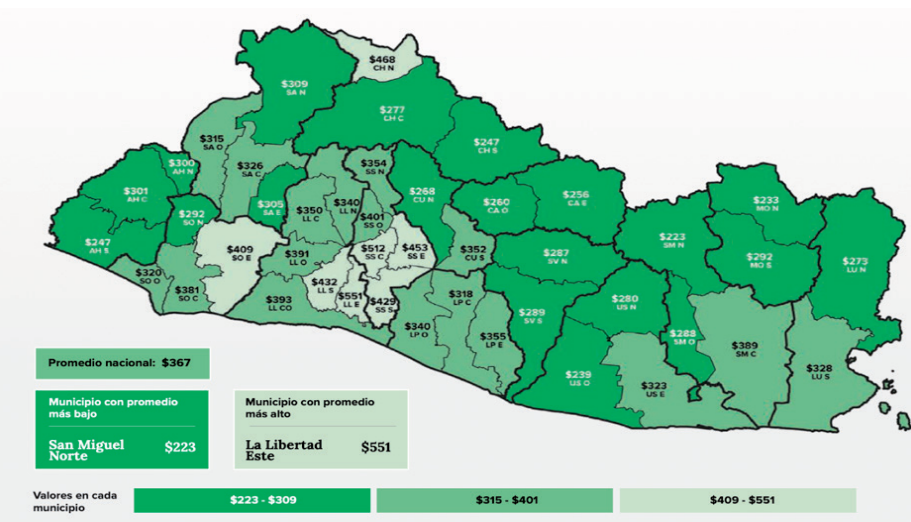 $468
CH N
$309
SA N
$277
CH C
$315
SA O
$247
CH S
$354
SS N
$300
AH N
$326
SA C
$301
AH C
$268
CU N
$260
CA O
$256
CA E
$233
MO N
$292
SO N
$305
SA E
$350
LL C
$340
LL N
$401
SS O
$223
SM N
$247
AH S
$409
SO E
$391
LL O
$512
SS C
$453
SS E
$352
CU S
$287
SV N
$292
MO S
$273
LU N
$320
SO O
$381
SO C
$432
LL S
$393
LL CO
$551
LL E
$429
SS S
$318
LP C
$280
US N
$289
SV S
$340
LP O
$355
LP E
$288
SM O
$389
SM C
$328
LU S
$239
US O
$323
US E
Promedio nacional: $367
Municipio con promedio
más bajo
San Miguel
Norte
$223
Municipio con promedio
más alto
La Libertad
Este
$551
Valores en cada
municipio
$223 - $309
$315 - $401
$409 - $551